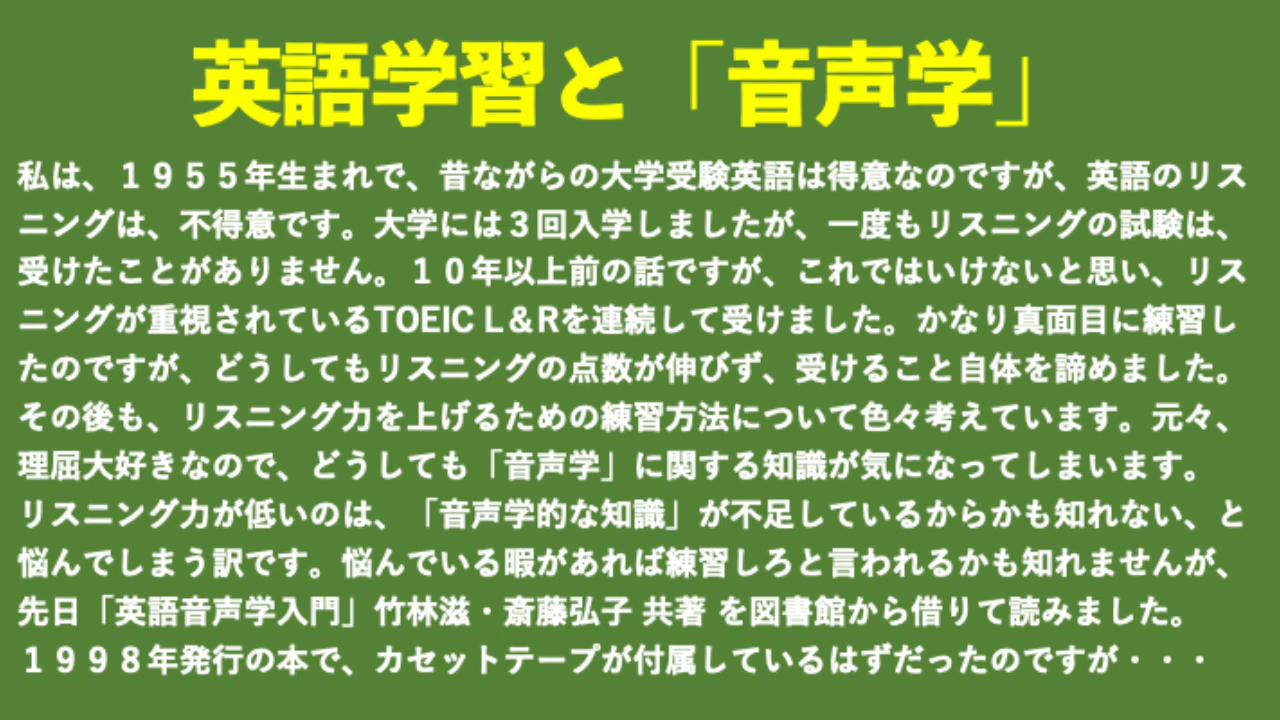 英語学習と「音声学」
私は、１９５５年生まれで、昔ながらの大学受験英語は得意なのですが、英語のリス
ニングは、不得意です。大学には３回入学しましたが、一度もリスニングの試験は、
受けたことがありません。１０年以上前の話ですが、これではいけないと思い、リス
ニングが重視されているTOEIC L＆Rを連続して受けました。かなり真面目に練習し
たのですが、どうしてもリスニングの点数が伸びず、受けること自体を諦めました。
その後も、リスニング力を上げるための練習方法について色々考えています。元々、
理屈大好きなので、どうしても「音声学」に関する知識が気になってしまいます。
リスニング力が低いのは、「音声学的な知識」が不足しているからかも知れない、と
悩んでしまう訳です。悩んでいる暇があれば練習しろと言われるかも知れませんが、
先日「英語音声学入門」竹林滋・斎藤弘子 共著 を図書館から借りて読みました。
１９９８年発行の本で、カセットテープが付属しているはずだったのですが・・・